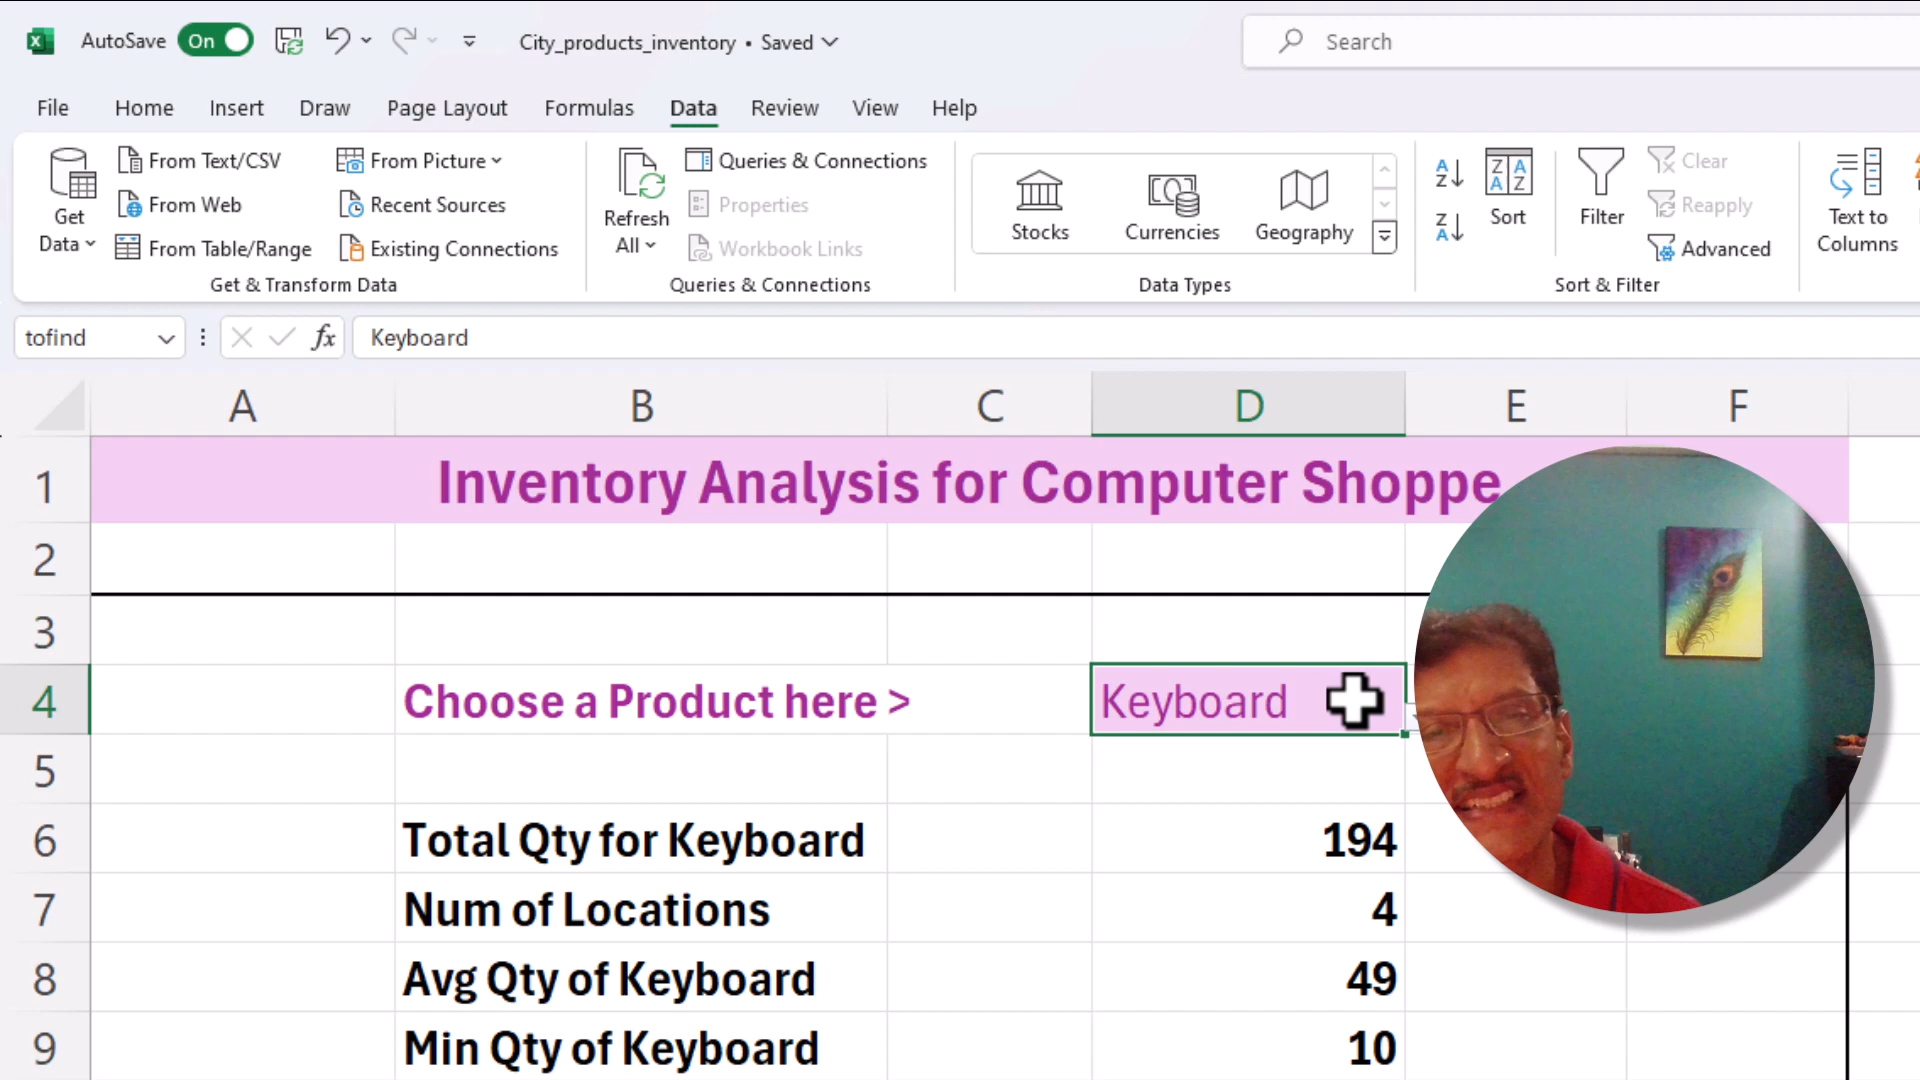 AutoSave On City_products_inventory • Saved Search
File Home Insert Draw Page Layout Formulas Data Review View Help
Get Data
From Text/CSV
From Web
From Table/Range
From Picture
Recent Sources
Existing Connections
Get & Transform Data
Refresh All
Queries & Connections
Properties
Workbook Links
Queries & Connections
Stocks Currencies Geography
Data Types
Sort
Filter
Clear
Reapply
Advanced
Sort & Filter
Text to Columns
tofind fx Keyboard
A B C D E F
1 Inventory Analysis for Computer Shoppe
2
3
4 Choose a Product here > Keyboard
5
6 Total Qty for Keyboard 194
7 Num of Locations 4
8 Avg Qty of Keyboard 49
9 Min Qty of Keyboard 10